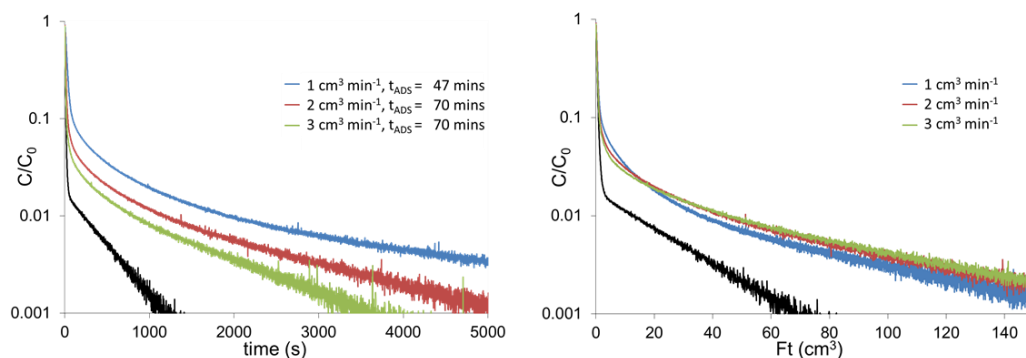 1
0.1
0.01
0.001
C/C₀
0 1000 2000 3000 4000 5000
time (s)
1 cm³ min⁻¹, t_ADS = 47 mins
2 cm³ min⁻¹, t_ADS = 70 mins
3 cm³ min⁻¹, t_ADS = 70 mins
1
0.1
0.01
0.001
C/C₀
0 20 40 60 80 100 120 140
Ft (cm³)
1 cm³ min⁻¹
2 cm³ min⁻¹
3 cm³ min⁻¹